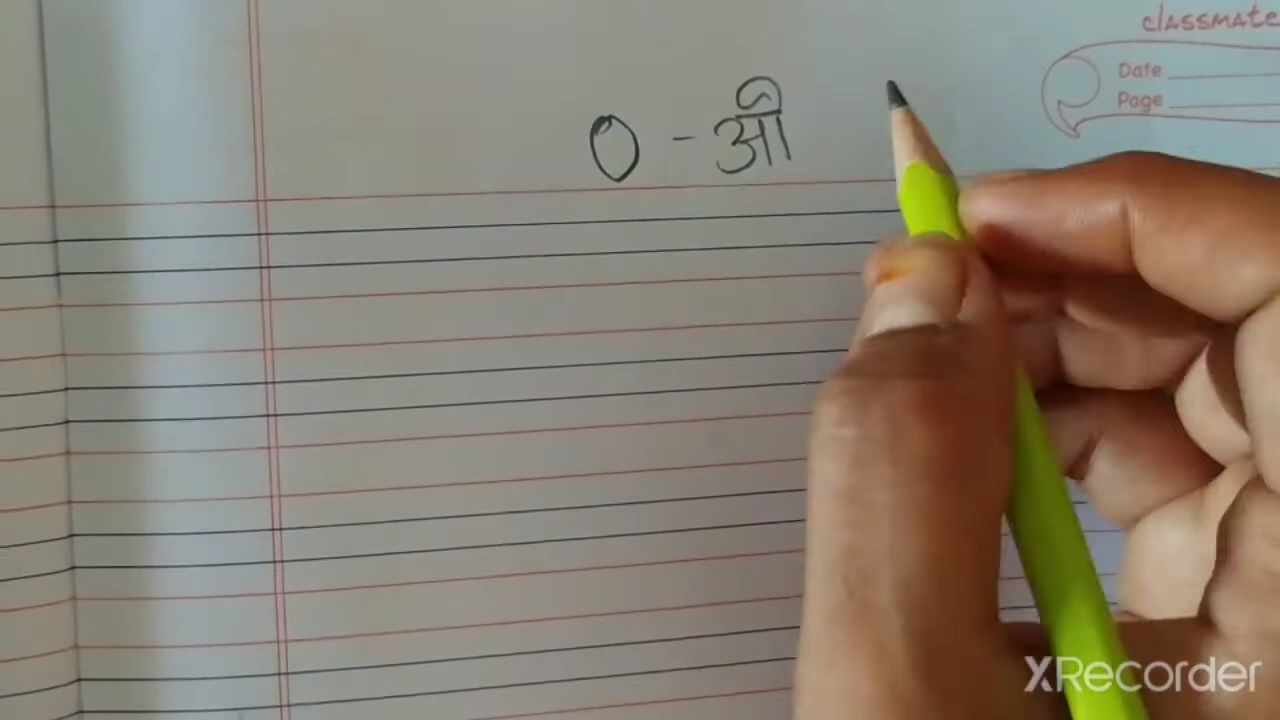 classmate
Date
Page
O - औ
XRecorder